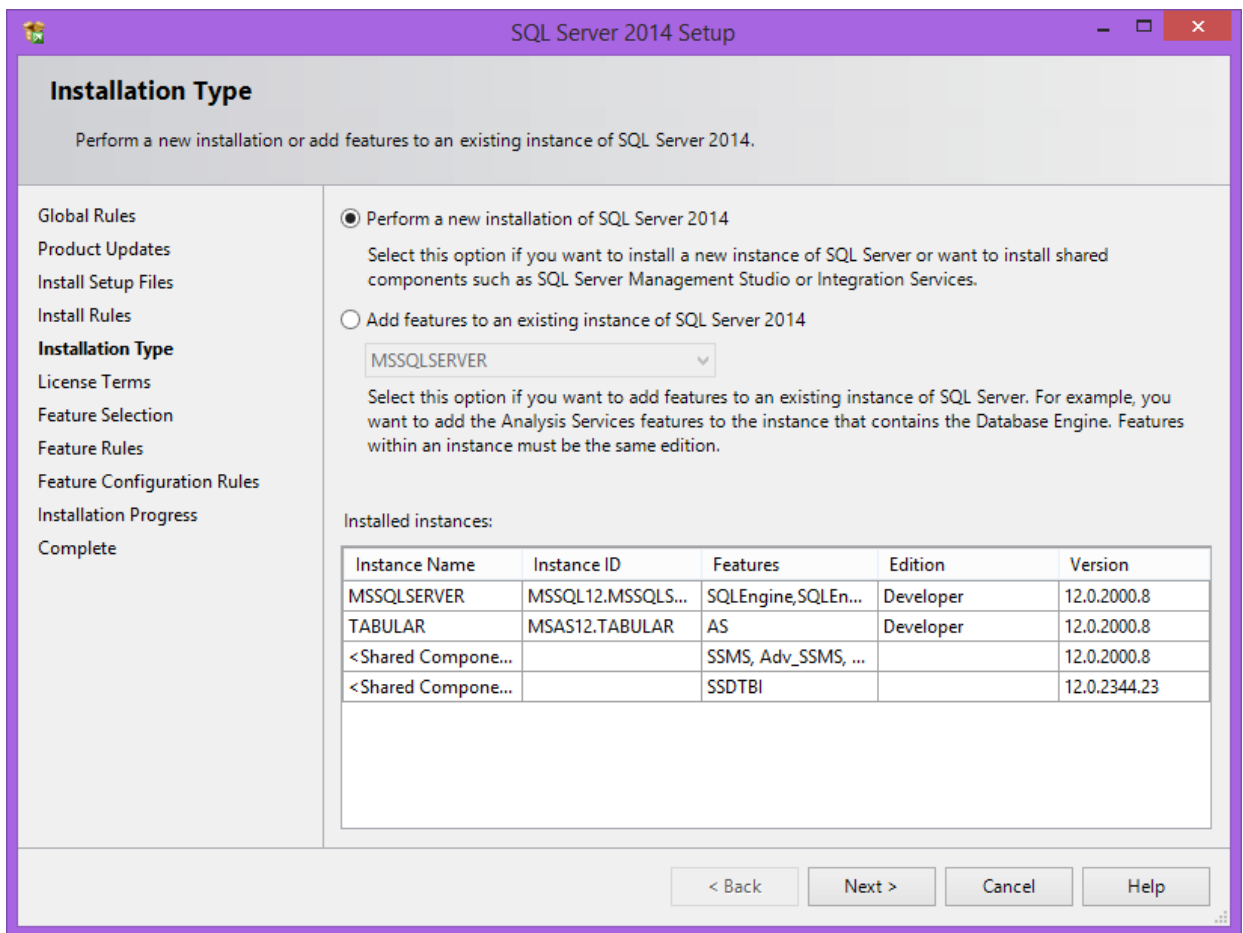 SQL Server 2014 Setup
Installation Type
Perform a new installation or add features to an existing instance of SQL Server 2014.
Global Rules
Product Updates
Install Setup Files
Install Rules
Installation Type
License Terms
Feature Selection
Feature Rules
Feature Configuration Rules
Installation Progress
Complete
Perform a new installation of SQL Server 2014
Select this option if you want to install a new instance of SQL Server or want to install shared
components such as SQL Server Management Studio or Integration Services.
Add features to an existing instance of SQL Server 2014
MSSQLSERVER
Select this option if you want to add features to an existing instance of SQL Server. For example, you
want to add the Analysis Services features to the instance that contains the Database Engine. Features
within an instance must be the same edition.
Installed instances:
Instance Name Instance ID Features Edition Version
MSSQLSERVER MSSQL12.MSSQLS... SQLEngine,SQLEn... Developer 12.0.2000.8
TABULAR MSAS12.TABULAR AS Developer 12.0.2000.8
<Shared Compone... SSMS, Adv_SSMS, ... 12.0.2000.8
<Shared Compone... SSDTBI 12.0.2344.23
< Back Next > Cancel Help